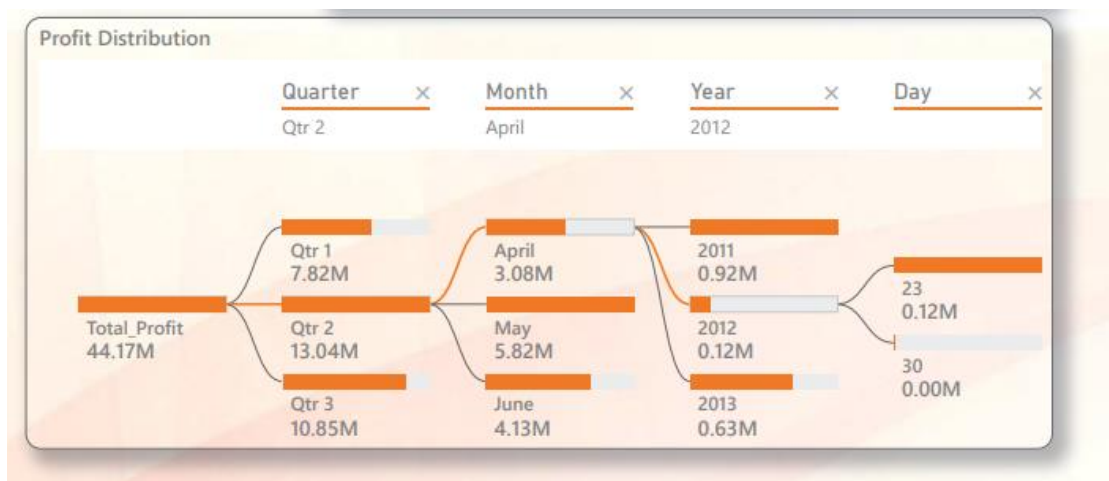 Profit Distribution
Quarter × Month × Year × Day ×
Qtr 2 April 2012
Qtr 1
7.82M
April
3.08M
2011
0.92M
23
0.12M
Total_Profit
44.17M
Qtr 2
13.04M
May
5.82M
2012
0.12M
30
0.00M
Qtr 3
10.85M
June
4.13M
2013
0.63M